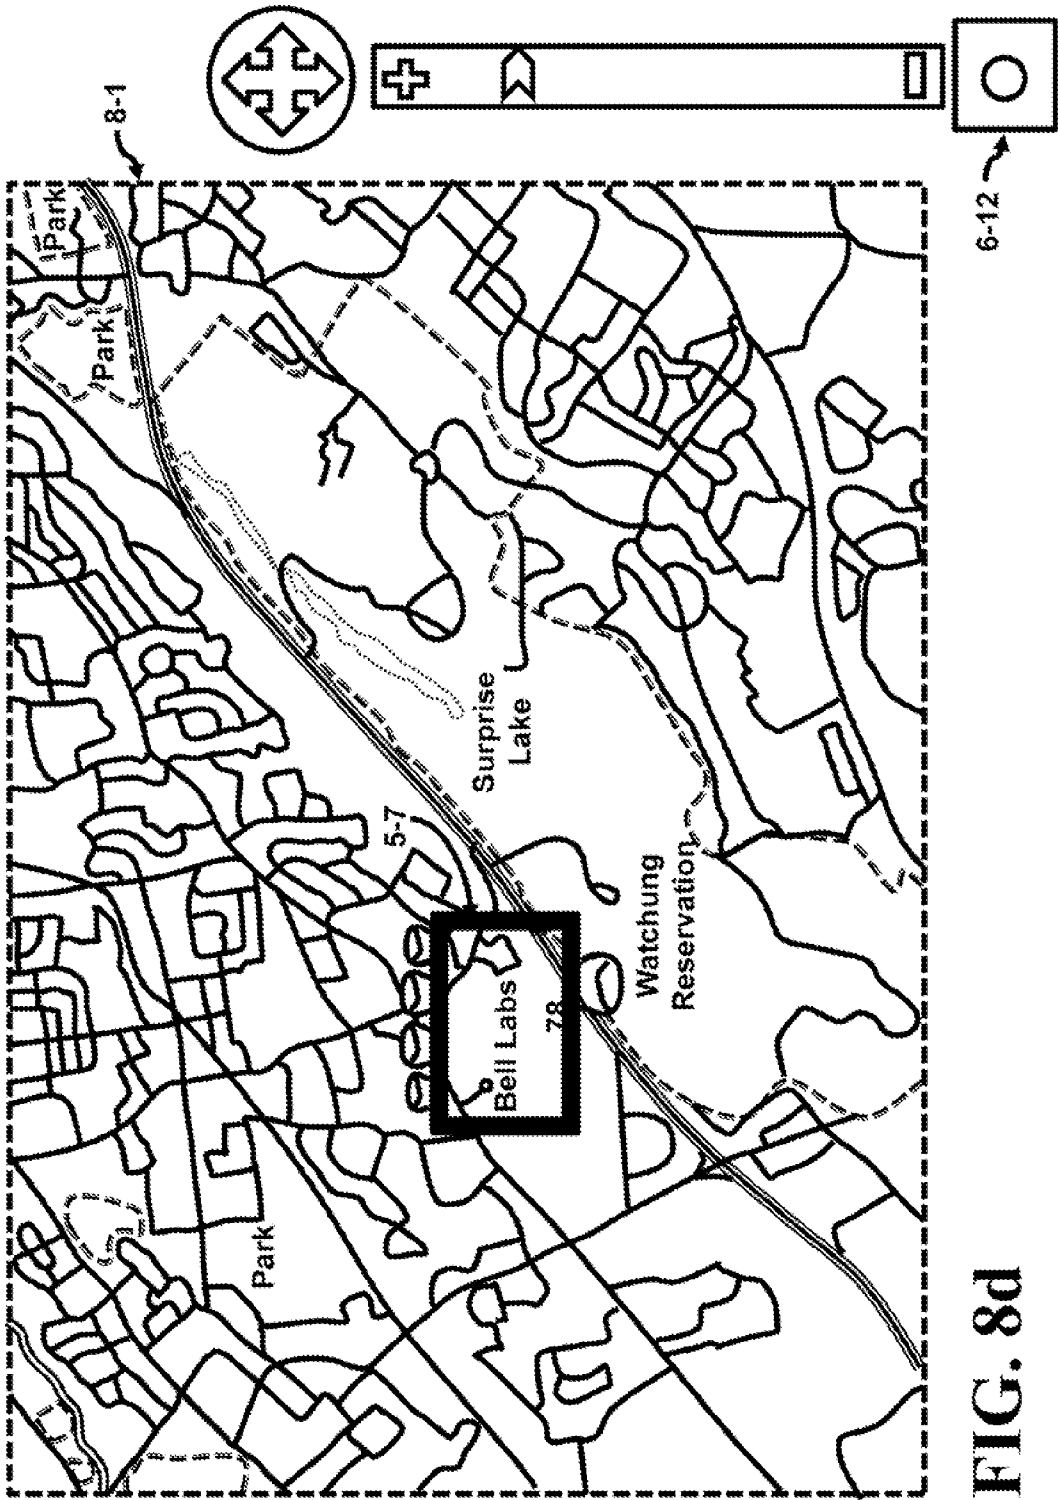 8-1
6-12
Park
Park
Surprise
Lake
5-7
Watchung
Reservation
Bell Labs
78
Park
FIG. 8d